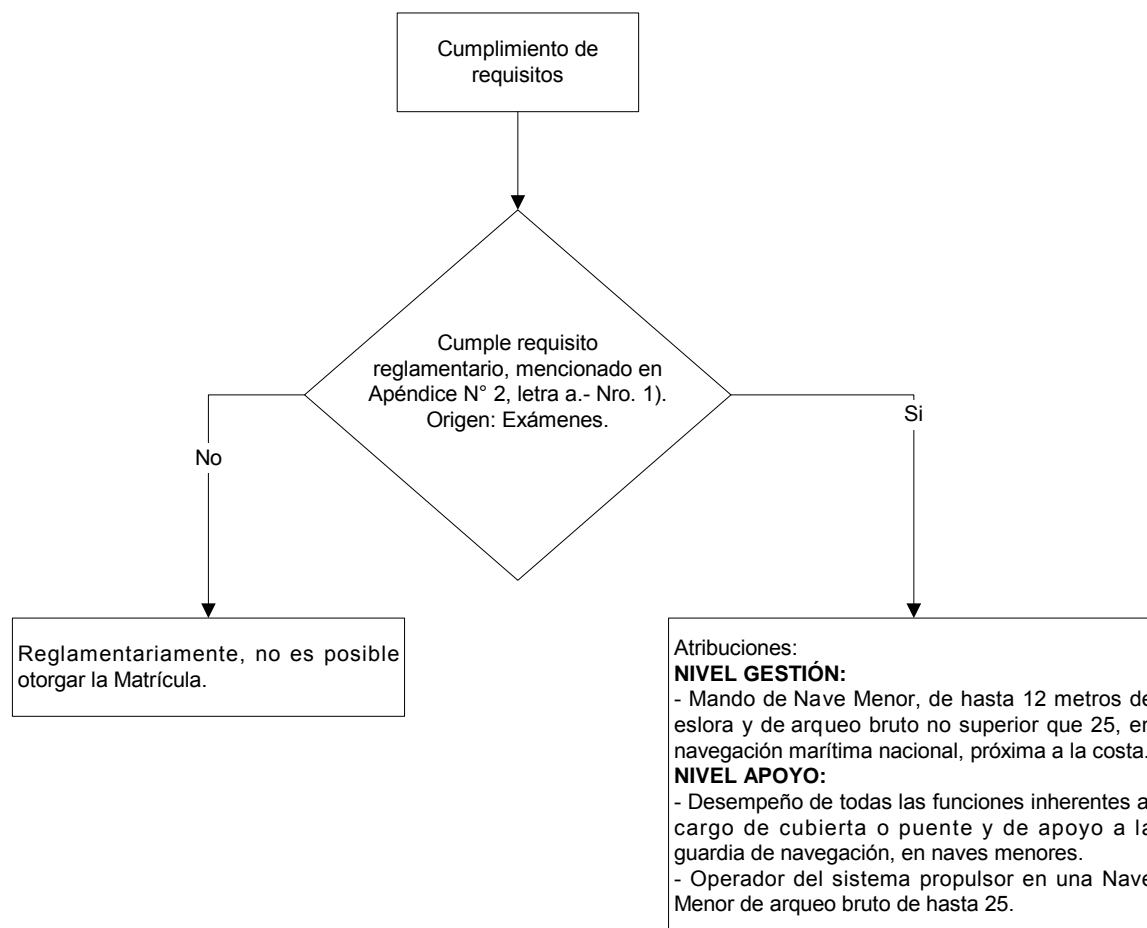 Cumplimiento de
requisitos
Cumple requisito
reglamentario, mencionado en
Apéndice N° 2, letra a.- Nro. 1).
Origen: Exámenes.
No
Si
Reglamentariamente, no es posible
otorgar la Matrícula.
Atribuciones:
NIVEL GESTIÓN:
- Mando de Nave Menor, de hasta 12 metros de
eslora y de arqueo bruto no superior que 25, en
navegación marítima nacional, próxima a la costa.
NIVEL APOYO:
- Desempeño de todas las funciones inherentes a
cargo de cubierta o puente y de apoyo a la
guardia de navegación, en naves menores.
- Operador del sistema propulsor en una Nave
Menor de arqueo bruto de hasta 25.